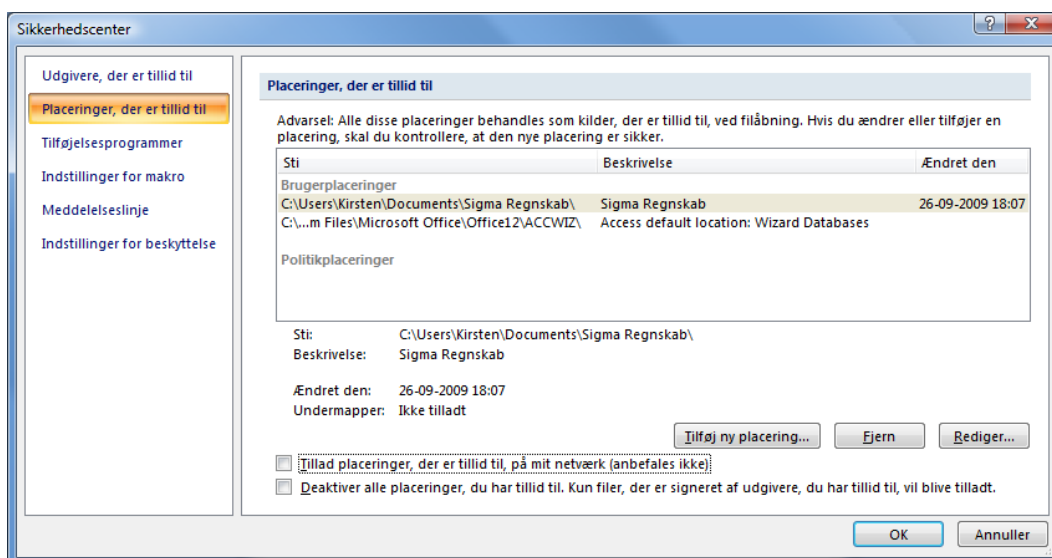 Sikkerhedscenter
Udgivere, der er tillid til
Placeringer, der er tillid til
Tilføjelsesprogrammer
Indstillinger for makro
Meddelelseslinje
Indstillinger for beskyttelse
Placeringer, der er tillid til
Advarsel: Alle disse placeringer behandles som kilder, der er tillid til, ved filåbning. Hvis du ændrer eller tilføjer en
placering, skal du kontrollere, at den nye placering er sikker.
Sti Beskrivelse Ændret den
Brugerplaceringer
C:\Users\Kirsten\Documents\Sigma Regnskab\ Sigma Regnskab 26-09-2009 18:07
C:\...m Files\Microsoft Office\Office12\ACCWIZ\ Access default location: Wizard Databases
Politikplaceringer
Sti: C:\Users\Kirsten\Documents\Sigma Regnskab\
Beskrivelse: Sigma Regnskab
Ændret den: 26-09-2009 18:07
Undermapper: Ikke tilladt
Tilføj ny placering... Fjern Rediger...
Tillad placeringer, der er tillid til, på mit netværk (anbefales ikke)
Deaktiver alle placeringer, du har tillid til. Kun filer, der er signeret af udgivere, du har tillid til, vil blive tilladt.
OK Annuller